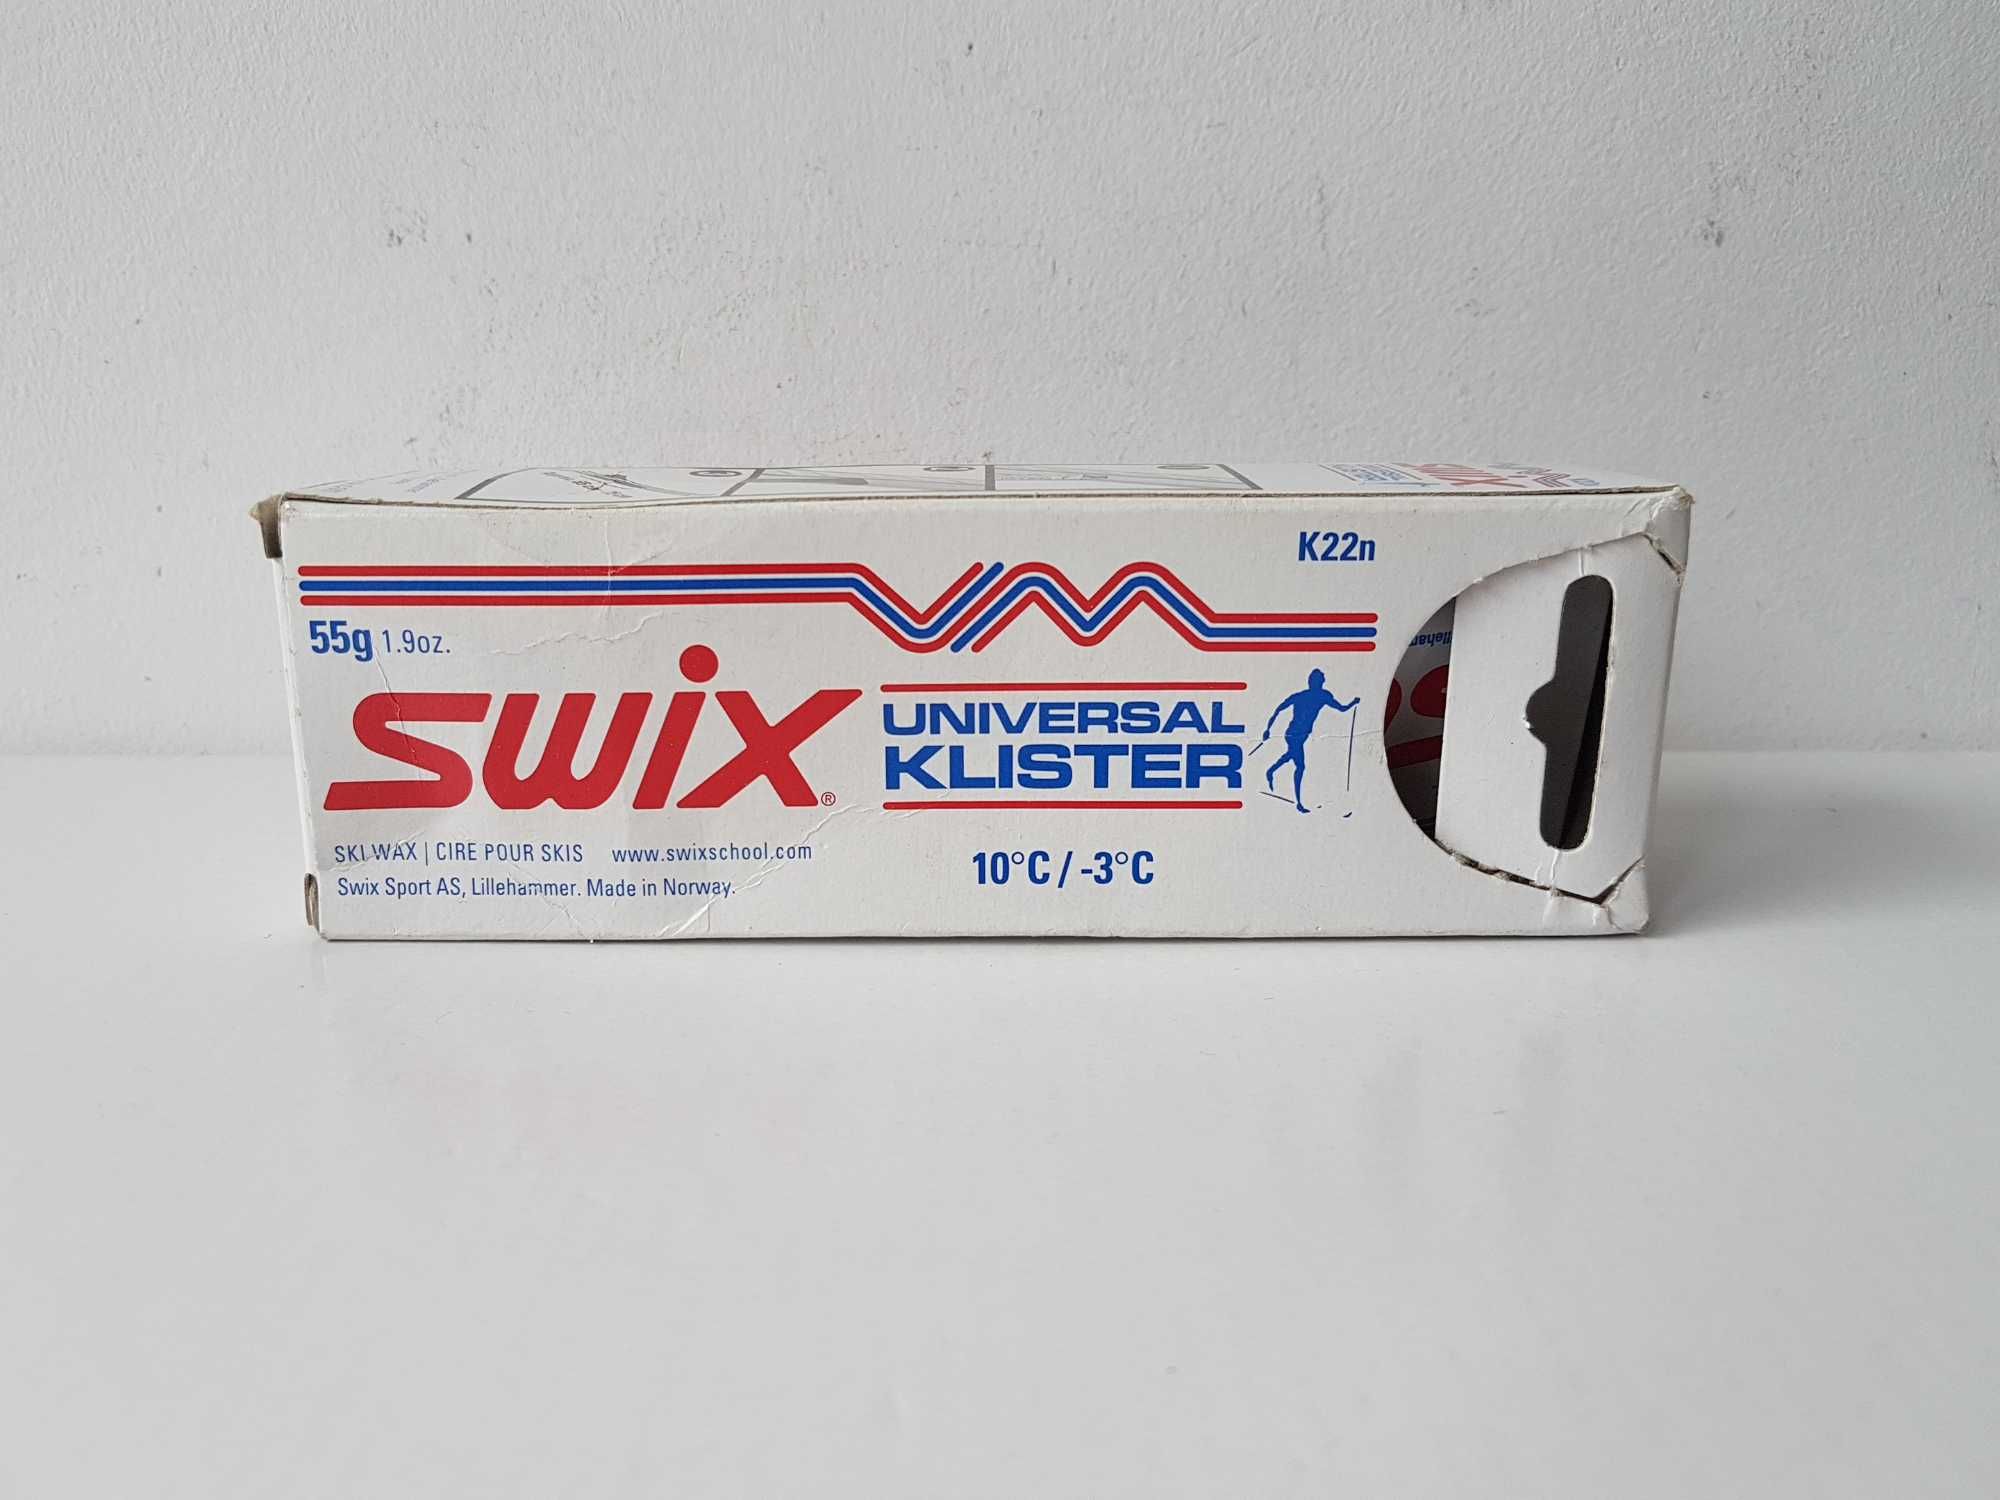 K22n
55g 1.9oz.
swix®
UNIVERSAL
KLISTER
SKI WAX | CIRE POUR SKIS www.swixschool.com
Swix Sport AS, Lillehammer. Made in Norway.
10°C / -3°C